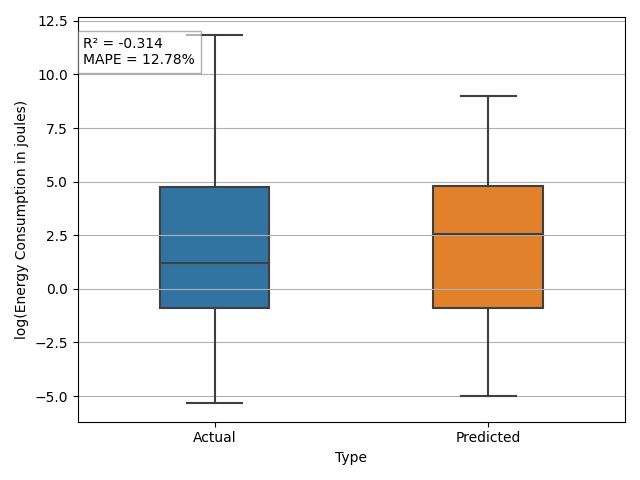 R² = -0.314
MAPE = 12.78%
12.5
10.0
7.5
5.0
2.5
0.0
−2.5
−5.0
log(Energy Consumption in joules)
Actual
Predicted
Type